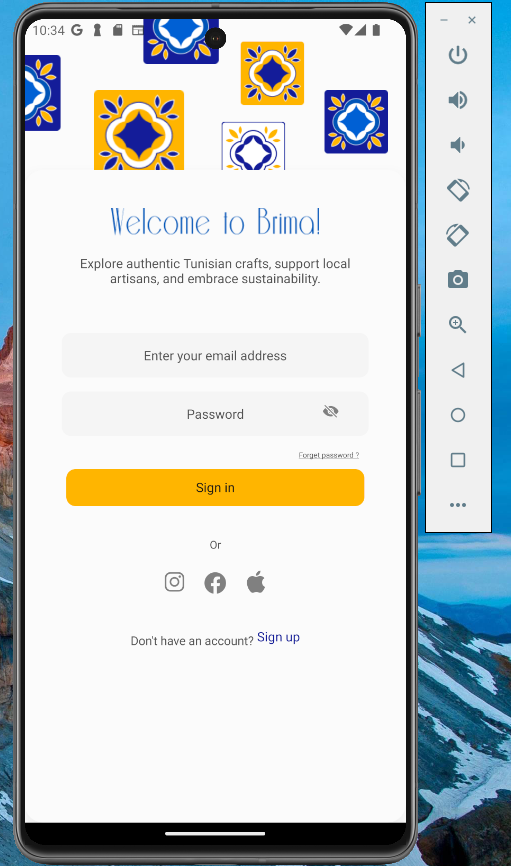 10:34
Welcome to Brima!
Explore authentic Tunisian crafts, support local
artisans, and embrace sustainability.
Enter your email address
Password
Forget password ?
Sign in
Or
Don't have an account? Sign up